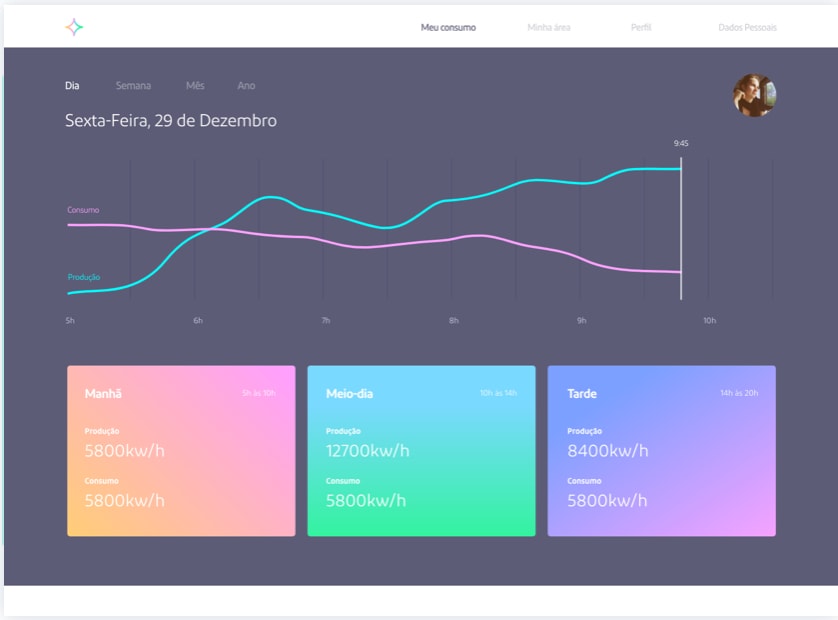 Meu consumo Minha área Perfil Dados Pessoais
Dia Semana Mês Ano
Sexta-Feira, 29 de Dezembro
9:45
Consumo
Produção
5h 6h 7h 8h 9h 10h
Manhã 5h às 10h
Produção
5800kw/h
Consumo
5800kw/h
Meio-dia 10h às 14h
Produção
12700kw/h
Consumo
5800kw/h
Tarde 14h às 20h
Produção
8400kw/h
Consumo
5800kw/h